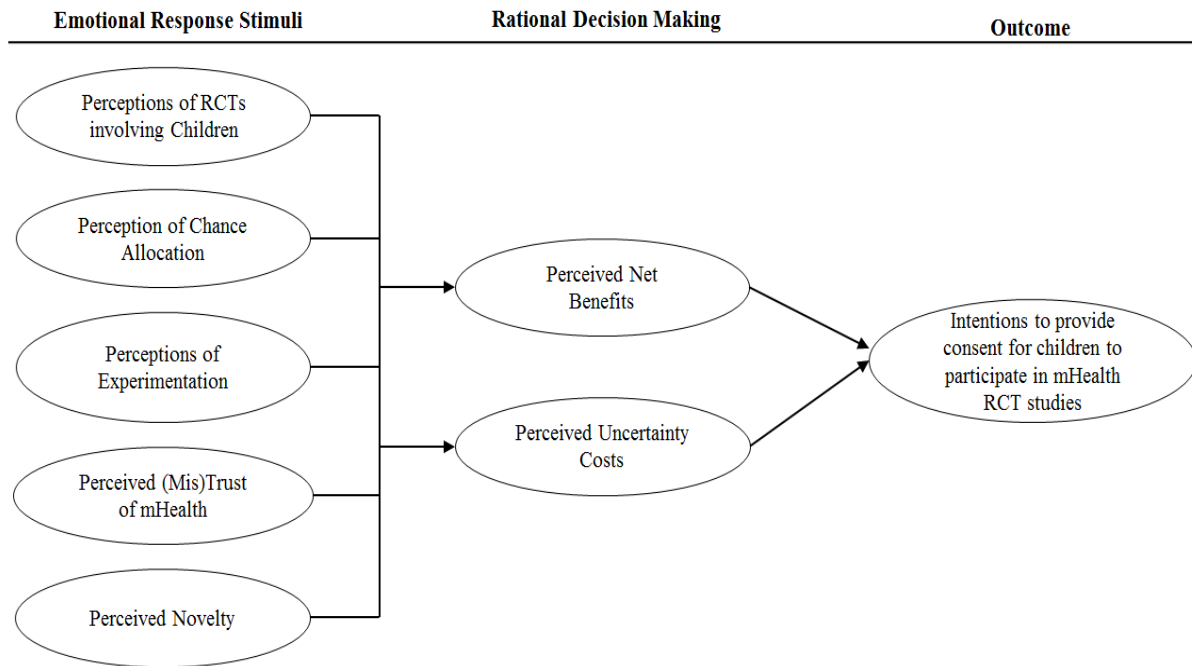 Emotional Response Stimuli
Rational Decision Making
Outcome
Perceptions of RCTs
involving Children
Perception of Chance
Allocation
Perceptions of
Experimentation
Perceived (Mis)Trust
of mHealth
Perceived Novelty
Perceived Net
Benefits
Perceived Uncertainty
Costs
Intentions to provide
consent for children to
participate in mHealth
RCT studies